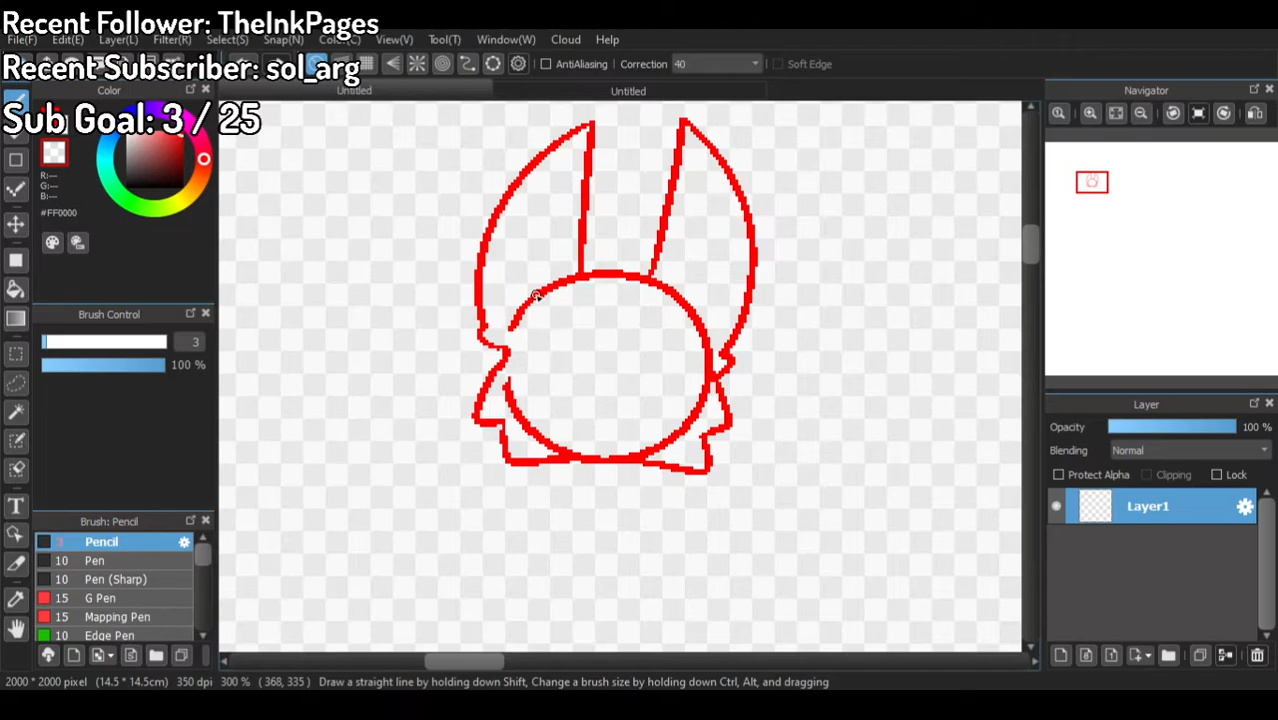 Recent Follower: TheInkPages
File(F) Edit(E) Layer(L) Filter(R) Select(S) Snap(N) Color(C) View(V) Tool(T) Window(W) Cloud Help
Recent Subscriber: sol_arg
AntiAliasing Correction 40 Soft Edge
Sub Goal: 3 / 25
Color
Untitled
Untitled
Navigator
R:---
G:---
B:---
#FF0000
Brush Control
3
100 %
Layer
Opacity 100 %
Blending Normal
Protect Alpha Clipping Lock
Layer1
Brush: Pencil
3 Pencil
10 Pen
10 Pen (Sharp)
15 G Pen
15 Mapping Pen
10 Edge Pen
2000 * 2000 pixel (14.5 * 14.5cm) 350 dpi 300 % ( 368, 335 ) Draw a straight line by holding down Shift, Change a brush size by holding down Ctrl, Alt, and dragging